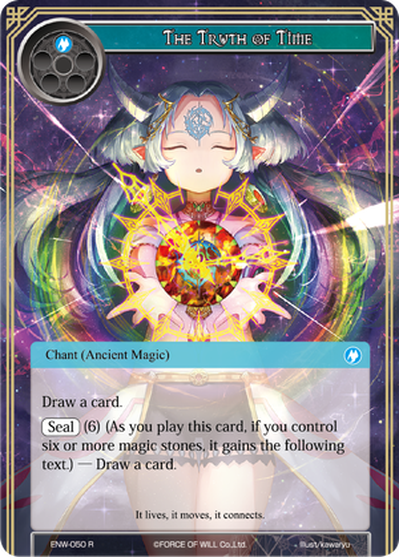 The Truth of Time
Chant (Ancient Magic)
Draw a card.
Seal (6) (As you play this card, if you control
six or more magic stones, it gains the following
text.) — Draw a card.
It lives, it moves, it connects.
ENW-050 R
©FORCE OF WILL Co.,Ltd.
Illust/kawaryu